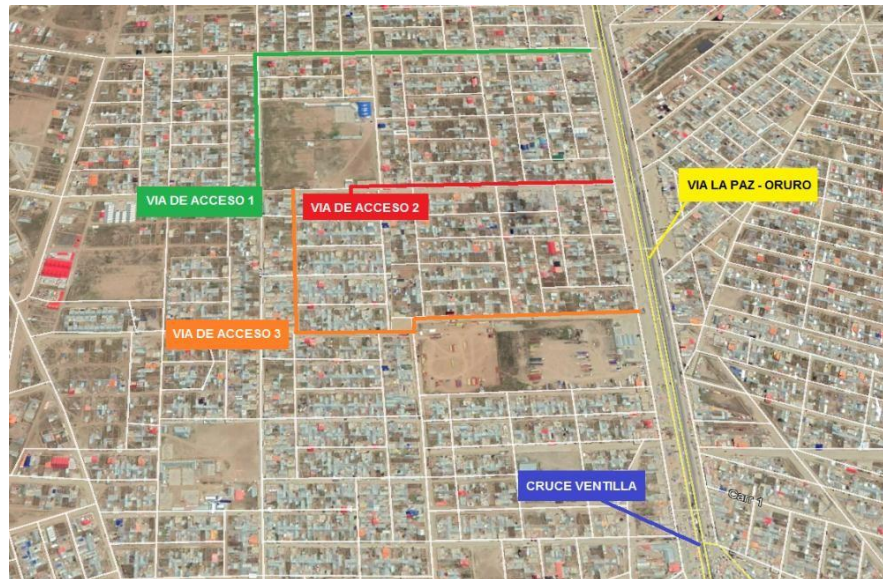 VIA DE ACCESO 1
VIA DE ACCESO 2
VIA LA PAZ - ORURO
VIA DE ACCESO 3
CRUCE VENTILLA
Carr 1